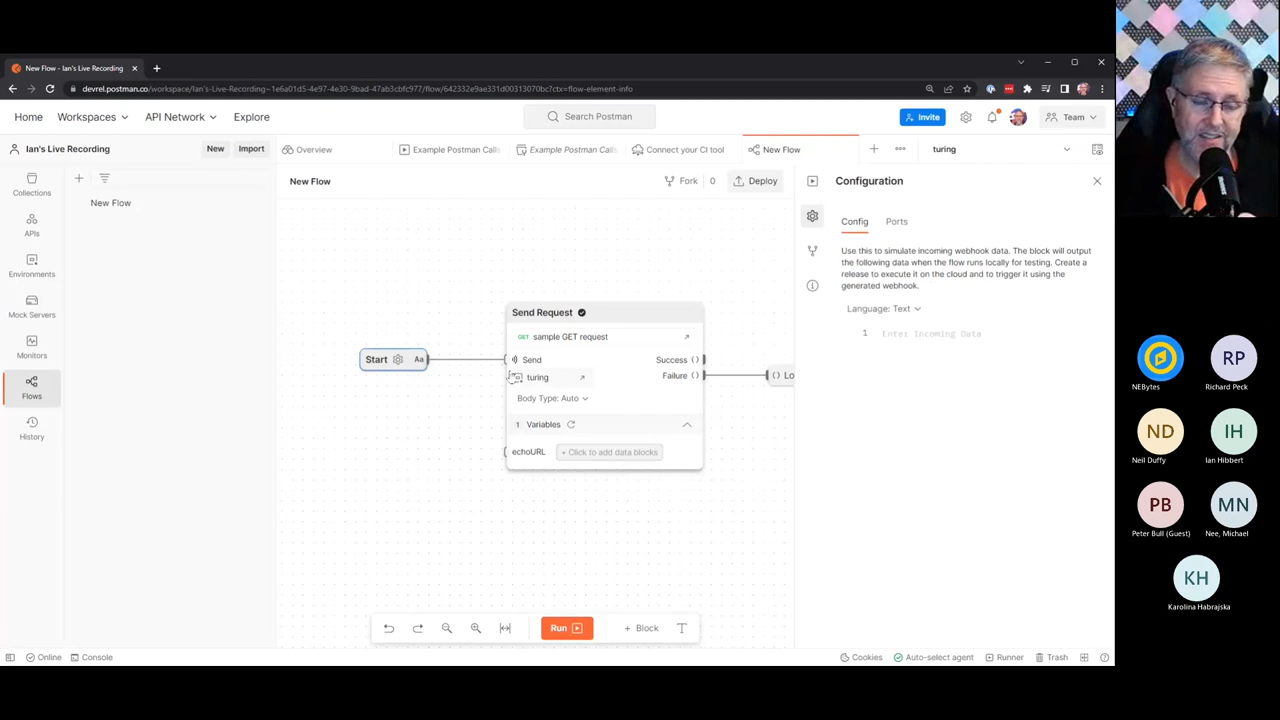 New Flow - Ian's Live Recording
devrel.postman.co/workspace/Ian's-Live-Recording~1e6a01d5-4e97-4e30-9bad-47ab3cbfc977/flow/642332e9ae331d00313070bc?ctx=flow-element-info
Home
Workspaces
API Network
Explore
Search Postman
Invite
Team
Ian's Live Recording
New
Import
Overview
Example Postman Calls
Example Postman Calls
Connect your CI tool
New Flow
turing
Collections
APIs
Environments
Mock Servers
Monitors
Flows
History
New Flow
New Flow
Fork
0
Deploy
Start
Aa
Send Request
GET sample GET request
Send
Success
turing
Failure
Body Type: Auto
1 Variables
echoURL
+ Click to add data blocks
Lo
Run
+ Block
T
Configuration
Config
Ports
Use this to simulate incoming webhook data. The block will output
the following data when the flow runs locally for testing. Create a
release to execute it on the cloud and to trigger it using the
generated webhook.
Language: Text
1
Enter Incoming Data
Online
Console
Cookies
Auto-select agent
Runner
Trash
NEBytes
RP
Richard Peck
ND
Neil Duffy
IH
Ian Hibbert
PB
Peter Bull (Guest)
MN
Nee, Michael
KH
Karolina Habrajska